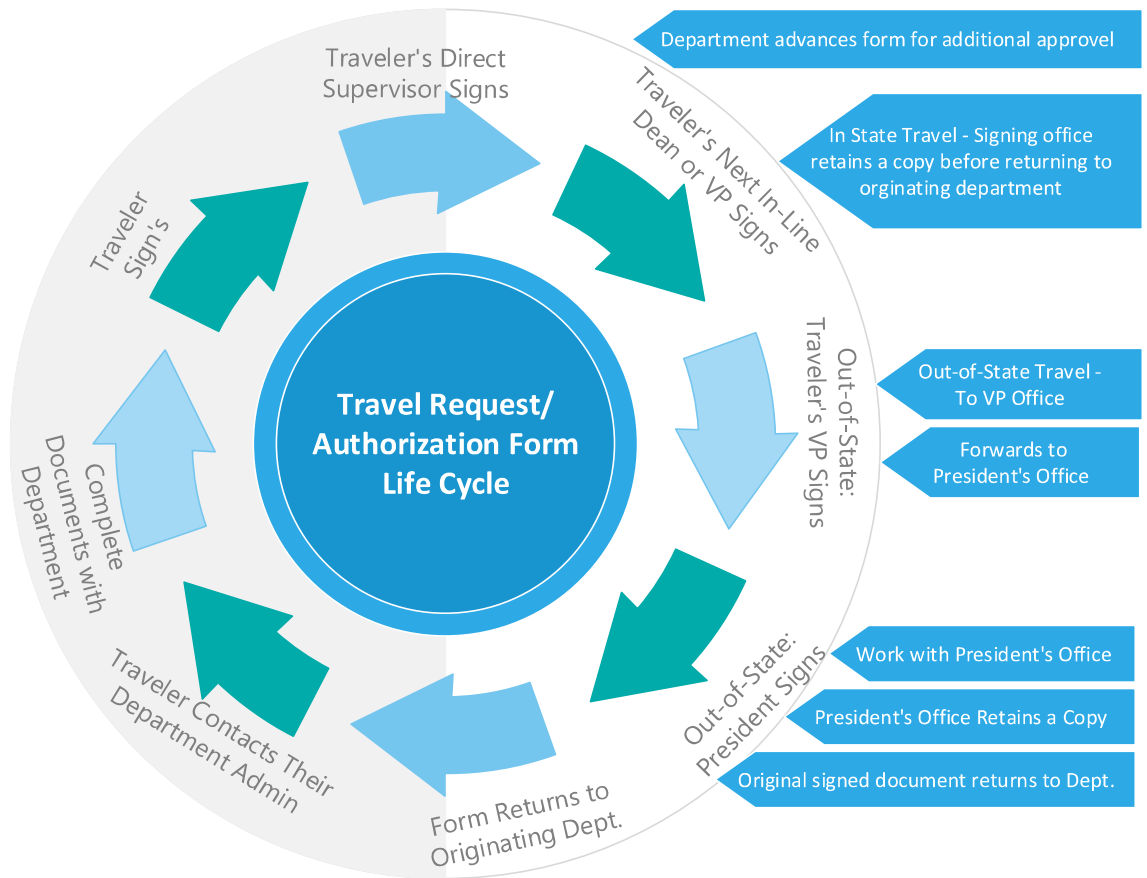 Traveler's Direct
Supervisor Signs
Department advances form for additional approvel
Traveler's Next In-Line
Dean or VP Signs
In State Travel - Signing office
retains a copy before returning to
orginating department
Out-of-State:
Traveler's VP Signs
Out-of-State Travel -
To VP Office
Forwards to
President's Office
Out-of-State:
President Signs
Work with President's Office
President's Office Retains a Copy
Original signed document returns to Dept.
Form Returns to
Originating Dept.
Traveler Contacts Their
Department Admin
Complete
Documents with
Department
Traveler
Sign's
Travel Request/
Authorization Form
Life Cycle